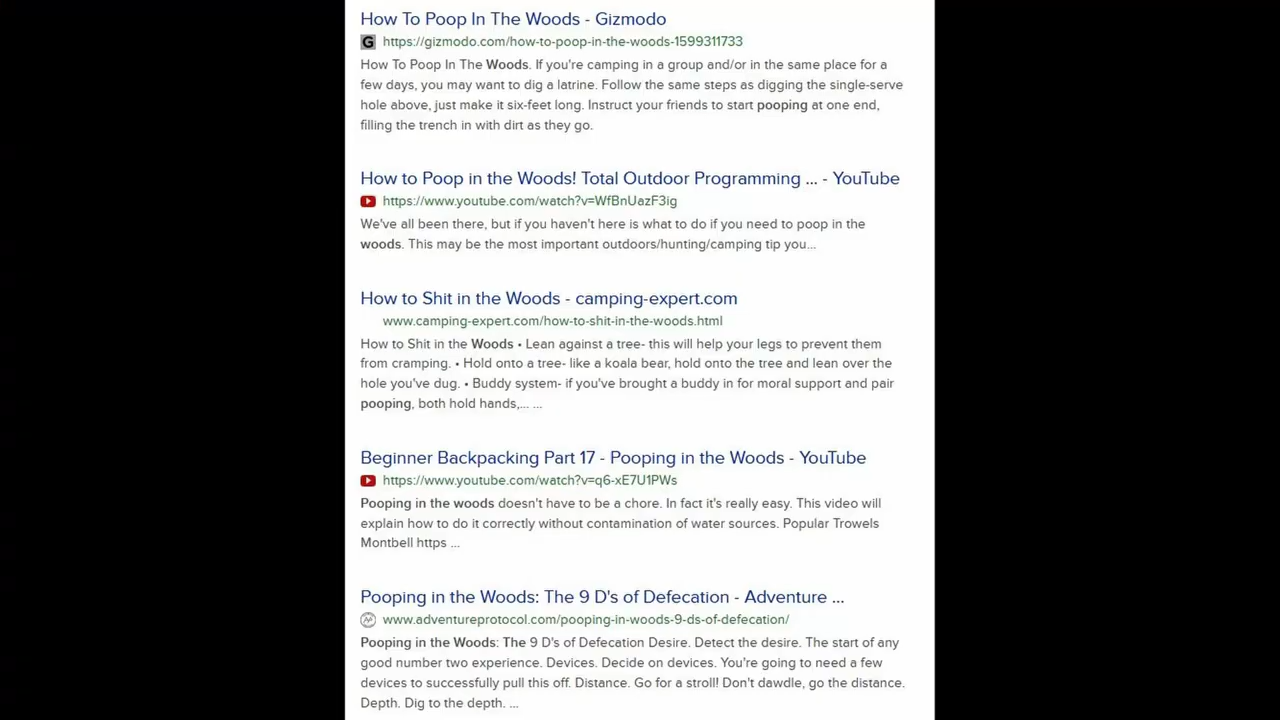 How To Poop In The Woods - Gizmodo
G https://gizmodo.com/how-to-poop-in-the-woods-1599311733
How To Poop In The Woods. If you're camping in a group and/or in the same place for a
few days, you may want to dig a latrine. Follow the same steps as digging the single-serve
hole above, just make it six-feet long. Instruct your friends to start pooping at one end,
filling the trench in with dirt as they go.
How to Poop in the Woods! Total Outdoor Programming ... - YouTube
https://www.youtube.com/watch?v=WfBnUazF3ig
We've all been there, but if you haven't here is what to do if you need to poop in the
woods. This may be the most important outdoors/hunting/camping tip you...
How to Shit in the Woods - camping-expert.com
www.camping-expert.com/how-to-shit-in-the-woods.html
How to Shit in the Woods • Lean against a tree- this will help your legs to prevent them
from cramping. • Hold onto a tree- like a koala bear, hold onto the tree and lean over the
hole you've dug. • Buddy system- if you've brought a buddy in for moral support and pair
pooping, both hold hands,... ...
Beginner Backpacking Part 17 - Pooping in the Woods - YouTube
https://www.youtube.com/watch?v=q6-xE7U1PWs
Pooping in the woods doesn't have to be a chore. In fact it's really easy. This video will
explain how to do it correctly without contamination of water sources. Popular Trowels
Montbell https ...
Pooping in the Woods: The 9 D's of Defecation - Adventure ...
www.adventureprotocol.com/pooping-in-woods-9-ds-of-defecation/
Pooping in the Woods: The 9 D's of Defecation Desire. Detect the desire. The start of any
good number two experience. Devices. Decide on devices. You're going to need a few
devices to successfully pull this off. Distance. Go for a stroll! Don't dawdle, go the distance.
Depth. Dig to the depth. ...